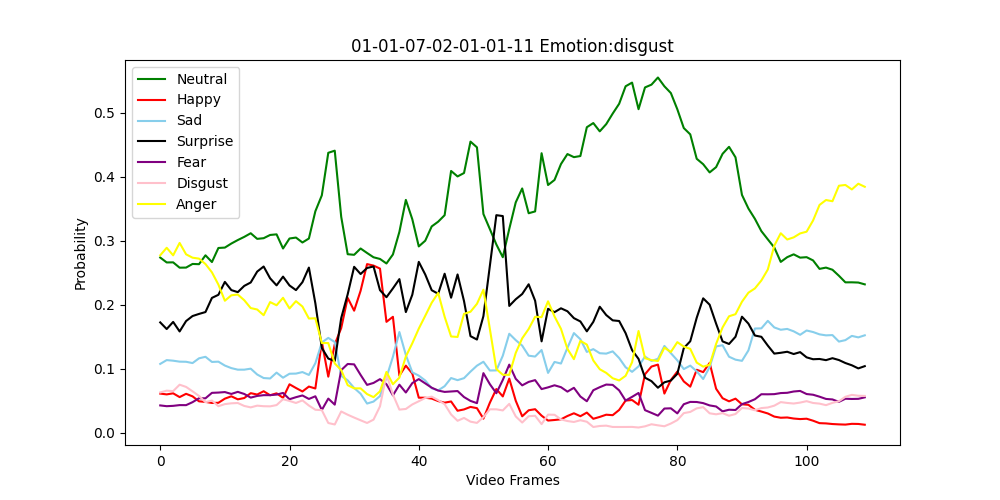 01-01-07-02-01-01-11 Emotion:disgust
Neutral
Happy
Sad
Surprise
Fear
Disgust
Anger
Probability
0.5
0.4
0.3
0.2
0.1
0.0
0 20 40 60 80 100
Video Frames